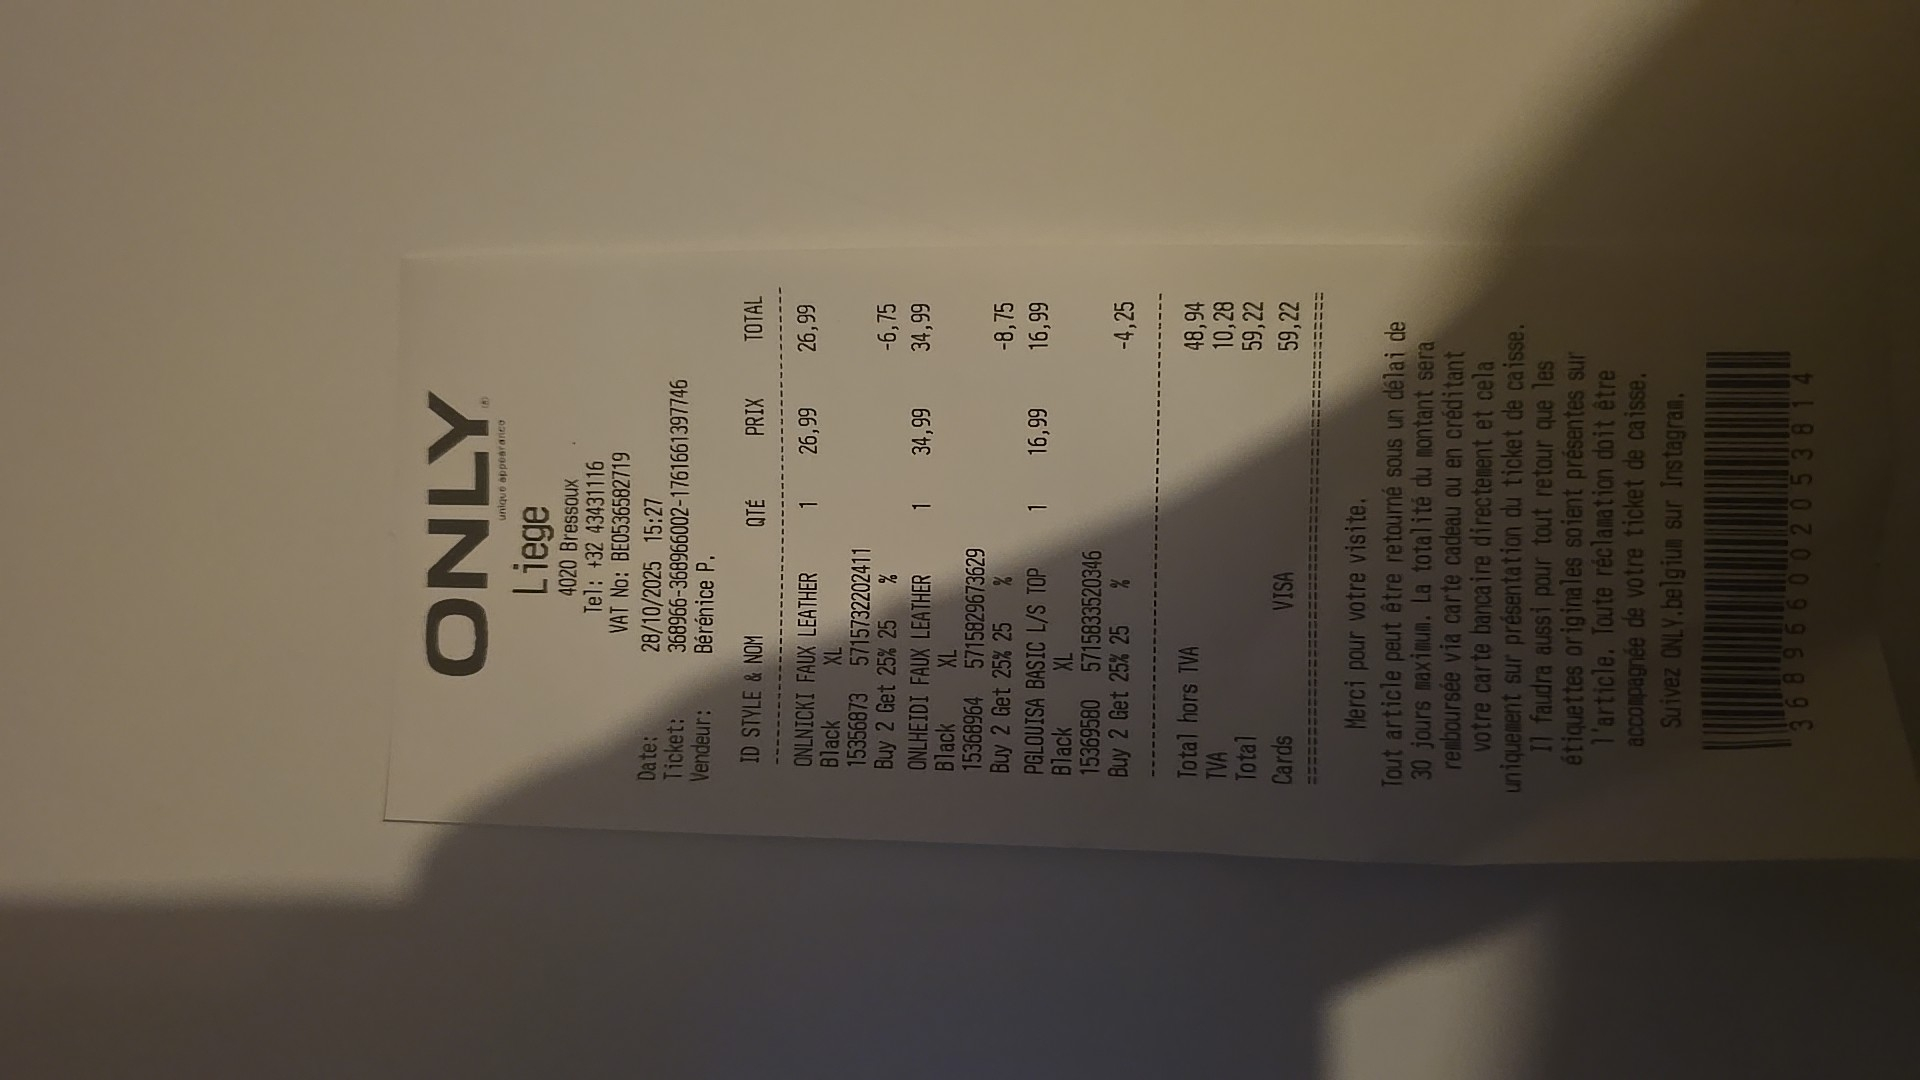 ONLY®
unique appearance
Liege
4020 Bressoux
Tel: +32 43431116
VAT No: BE0536582719
Date: 28/10/2025 15:27
Ticket: 368966-368966002-1761661397746
Vendeur: Bérénice P.
ID STYLE & NOM QTÉ PRIX TOTAL
ONLNICKI FAUX LEATHER 1 26,99 26,99
Black XL
15356873 5715732202411
Buy 2 Get 25% 25 % -6,75
ONLHEIDI FAUX LEATHER 1 34,99 34,99
Black XL
15368964 5715829673629
Buy 2 Get 25% 25 % -8,75
PGLOUISA BASIC L/S TOP 1 16,99 16,99
Black XL
15369580 5715833520346
Buy 2 Get 25% 25 % -4,25
Total hors TVA 48,94
TVA 10,28
Total 59,22
Cards VISA 59,22
Merci pour votre visite.
Tout article peut être retourné sous un délai de
30 jours maximum. La totalité du montant sera
remboursée via carte cadeau ou en créditant
votre carte bancaire directement et cela
uniquement sur présentation du ticket de caisse.
Il faudra aussi pour tout retour que les
étiquettes originales soient présentes sur
l'article. Toute réclamation doit être
accompagnée de votre ticket de caisse.
Suivez ONLY.belgium sur Instagram.
368966002053814